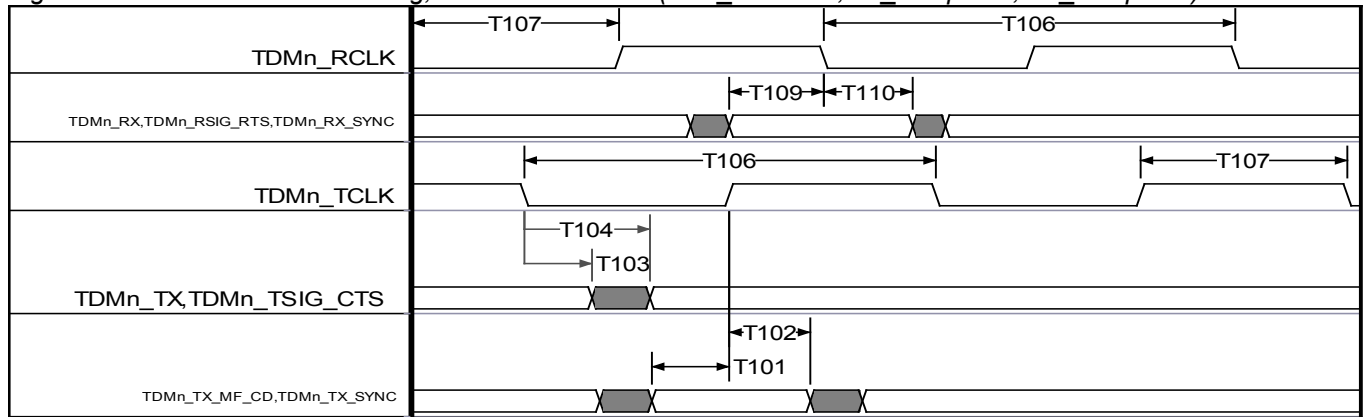 T107
T106
TDMn_RCLK
T109
T110
TDMn_RX,TDMn_RSIG_RTS,TDMn_RX_SYNC
T106
T107
TDMn_TCLK
T104
T103
TDMn_TX,TDMn_TSIG_CTS
T102
T101
TDMn_TX_MF_CD,TDMn_TX_SYNC